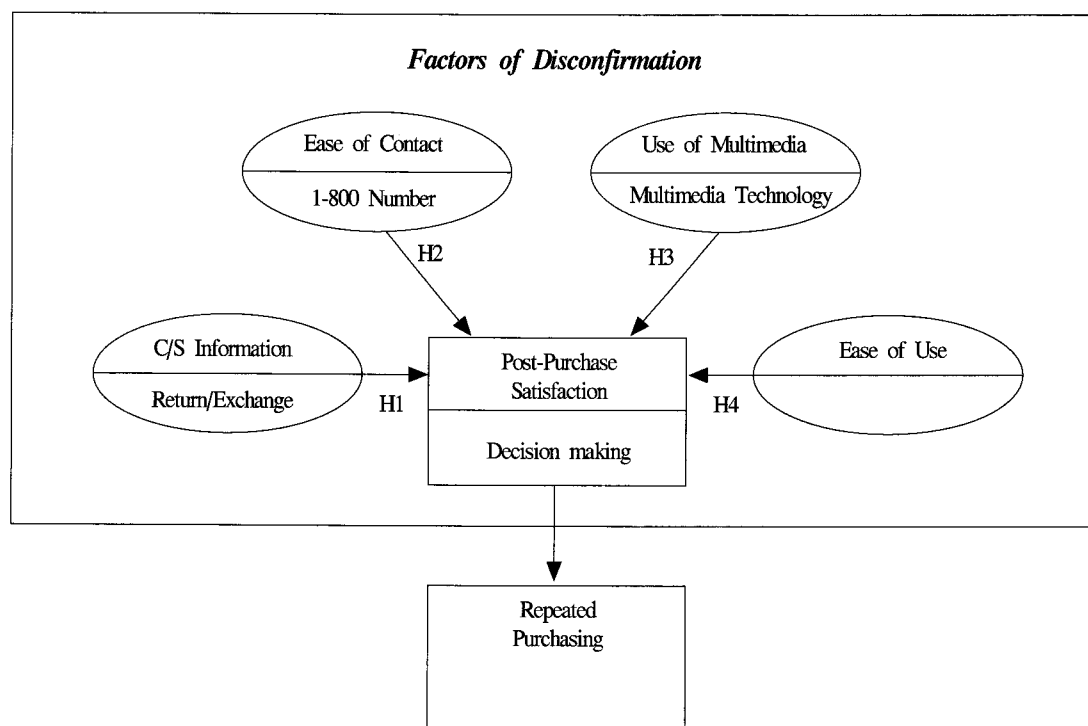 Factors of Disconfirmation
Ease of Contact
1-800 Number
Use of Multimedia
Multimedia Technology
H2
H3
C/S Information
Return/Exchange
H1
Post-Purchase
Satisfaction
Decision making
H4
Ease of Use
Repeated
Purchasing